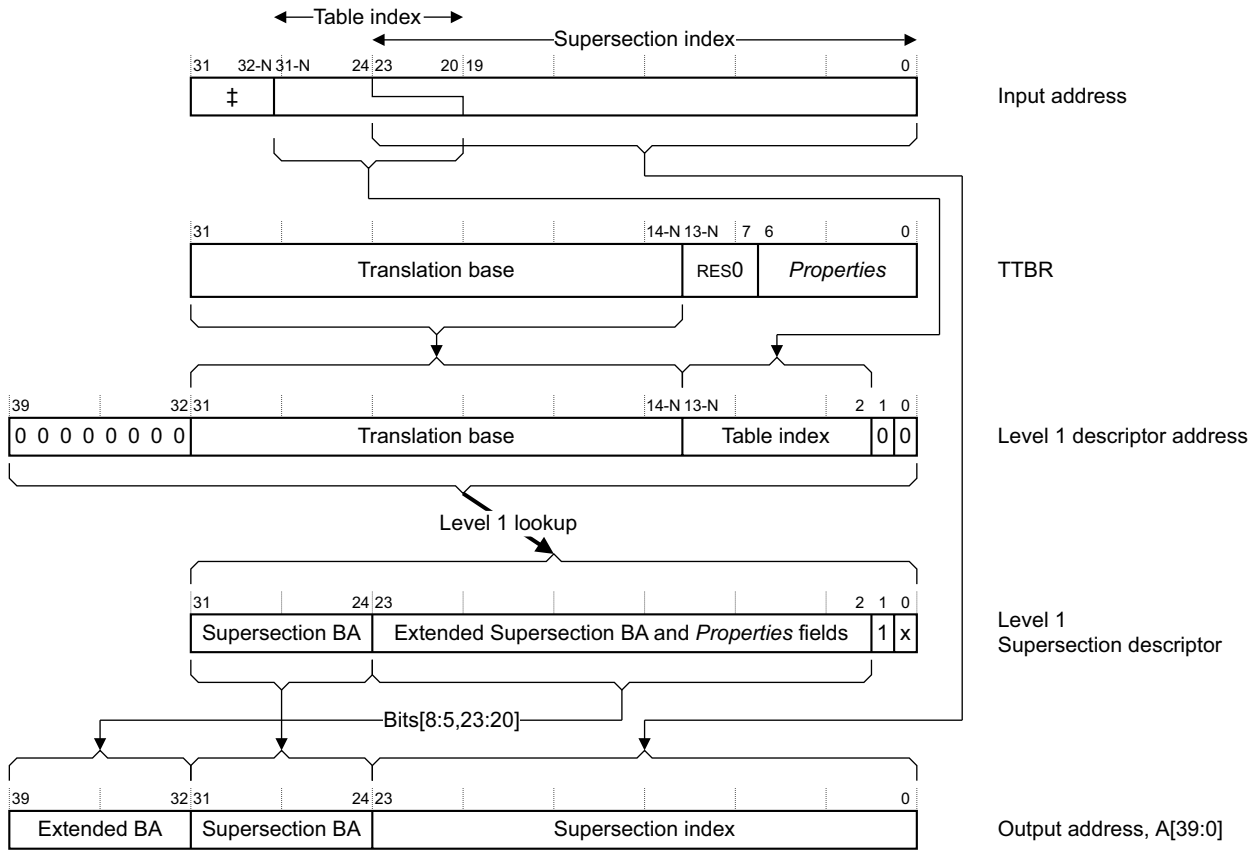 Table index
Supersection index
31 32-N 31-N 24 23 20 19 0
‡ Input address
31 14-N 13-N 7 6 0
Translation base RES0 Properties TTBR
39 32 31 14-N 13-N 2 1 0
0 0 0 0 0 0 0 0 Translation base Table index 0 0 Level 1 descriptor address
Level 1 lookup
31 24 23 2 1 0
Supersection BA Extended Supersection BA and Properties fields 1 x Level 1
Supersection descriptor
Bits[8:5,23:20]
39 32 31 24 23 0
Extended BA Supersection BA Supersection index Output address, A[39:0]